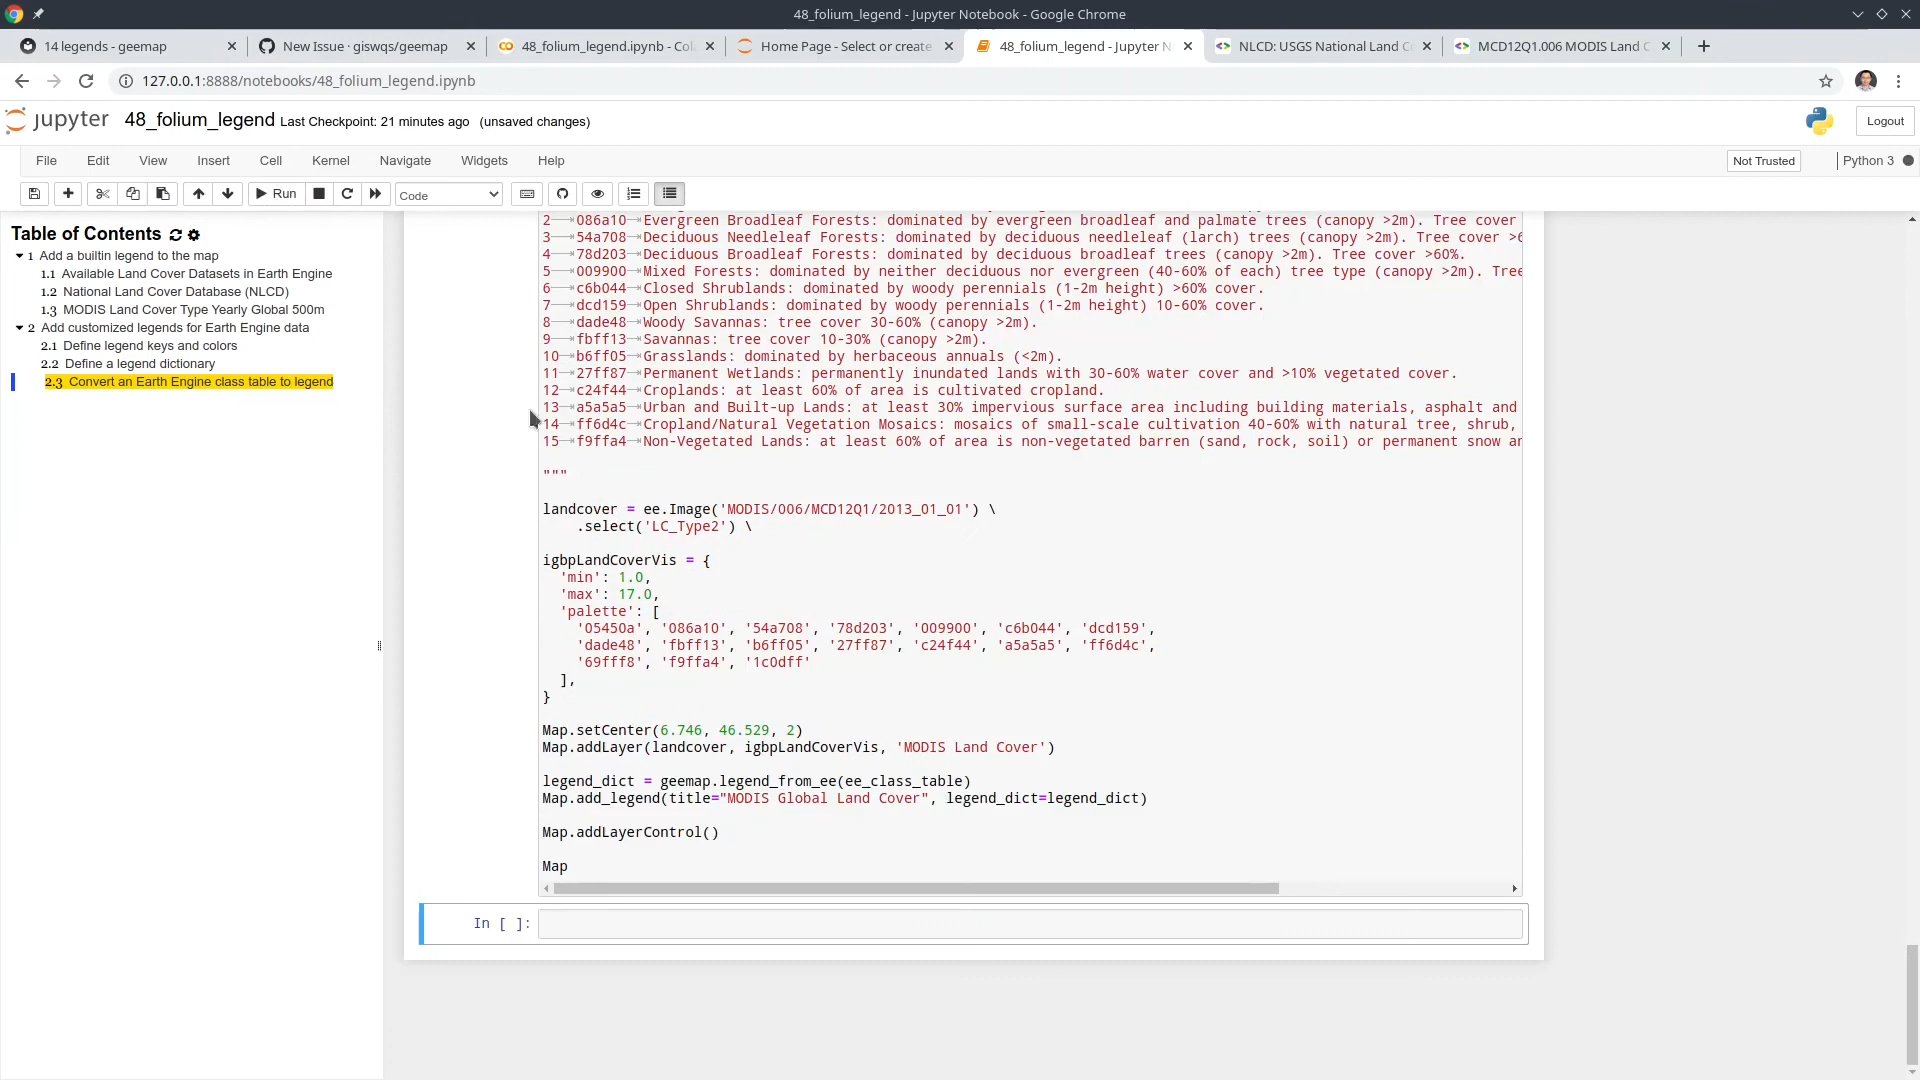 48_folium_legend - Jupyter Notebook - Google Chrome
14 legends - geemap
New Issue · giswqs/geemap
48_folium_legend.ipynb - Col
Home Page - Select or create
48_folium_legend - Jupyter N
NLCD: USGS National Land C
MCD12Q1.006 MODIS Land C
127.0.0.1:8888/notebooks/48_folium_legend.ipynb
jupyter 48_folium_legend Last Checkpoint: 21 minutes ago (unsaved changes)
Logout
File Edit View Insert Cell Kernel Navigate Widgets Help
Not Trusted
Python 3
Run
Code
Table of Contents
1 Add a builtin legend to the map
1.1 Available Land Cover Datasets in Earth Engine
1.2 National Land Cover Database (NLCD)
1.3 MODIS Land Cover Type Yearly Global 500m
2 Add customized legends for Earth Engine data
2.1 Define legend keys and colors
2.2 Define a legend dictionary
2.3 Convert an Earth Engine class table to legend
2 086a10 Evergreen Broadleaf Forests: dominated by evergreen broadleaf and palmate trees (canopy >2m). Tree cover
3 54a708 Deciduous Needleleaf Forests: dominated by deciduous needleleaf (larch) trees (canopy >2m). Tree cover >6
4 78d203 Deciduous Broadleaf Forests: dominated by deciduous broadleaf trees (canopy >2m). Tree cover >60%.
5 009900 Mixed Forests: dominated by neither deciduous nor evergreen (40-60% of each) tree type (canopy >2m). Tree
6 c6b044 Closed Shrublands: dominated by woody perennials (1-2m height) >60% cover.
7 dcd159 Open Shrublands: dominated by woody perennials (1-2m height) 10-60% cover.
8 dade48 Woody Savannas: tree cover 30-60% (canopy >2m).
9 fbff13 Savannas: tree cover 10-30% (canopy >2m).
10 b6ff05 Grasslands: dominated by herbaceous annuals (<2m).
11 27ff87 Permanent Wetlands: permanently inundated lands with 30-60% water cover and >10% vegetated cover.
12 c24f44 Croplands: at least 60% of area is cultivated cropland.
13 a5a5a5 Urban and Built-up Lands: at least 30% impervious surface area including building materials, asphalt and
14 ff6d4c Cropland/Natural Vegetation Mosaics: mosaics of small-scale cultivation 40-60% with natural tree, shrub,
15 f9ffa4 Non-Vegetated Lands: at least 60% of area is non-vegetated barren (sand, rock, soil) or permanent snow an
"""
landcover = ee.Image('MODIS/006/MCD12Q1/2013_01_01') \
.select('LC_Type2') \
igbpLandCoverVis = {
'min': 1.0,
'max': 17.0,
'palette': [
'05450a', '086a10', '54a708', '78d203', '009900', 'c6b044', 'dcd159',
'dade48', 'fbff13', 'b6ff05', '27ff87', 'c24f44', 'a5a5a5', 'ff6d4c',
'69fff8', 'f9ffa4', '1c0dff'
],
}
Map.setCenter(6.746, 46.529, 2)
Map.addLayer(landcover, igbpLandCoverVis, 'MODIS Land Cover')
legend_dict = geemap.legend_from_ee(ee_class_table)
Map.add_legend(title="MODIS Global Land Cover", legend_dict=legend_dict)
Map.addLayerControl()
Map
In [ ]: